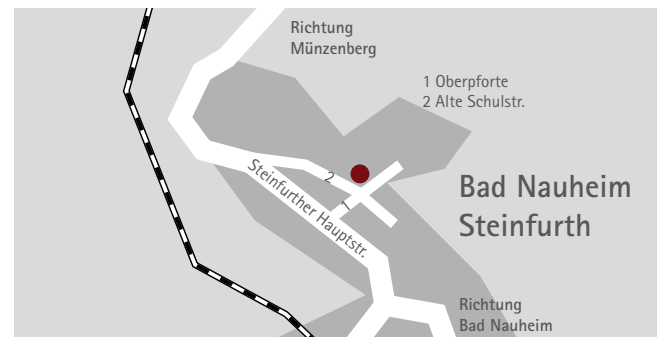 Richtung
Münzenberg
1 Oberpforte
2 Alte Schulstr.
2
1
Steinfurther Hauptstr.
Bad Nauheim
Steinfurth
Richtung
Bad Nauheim